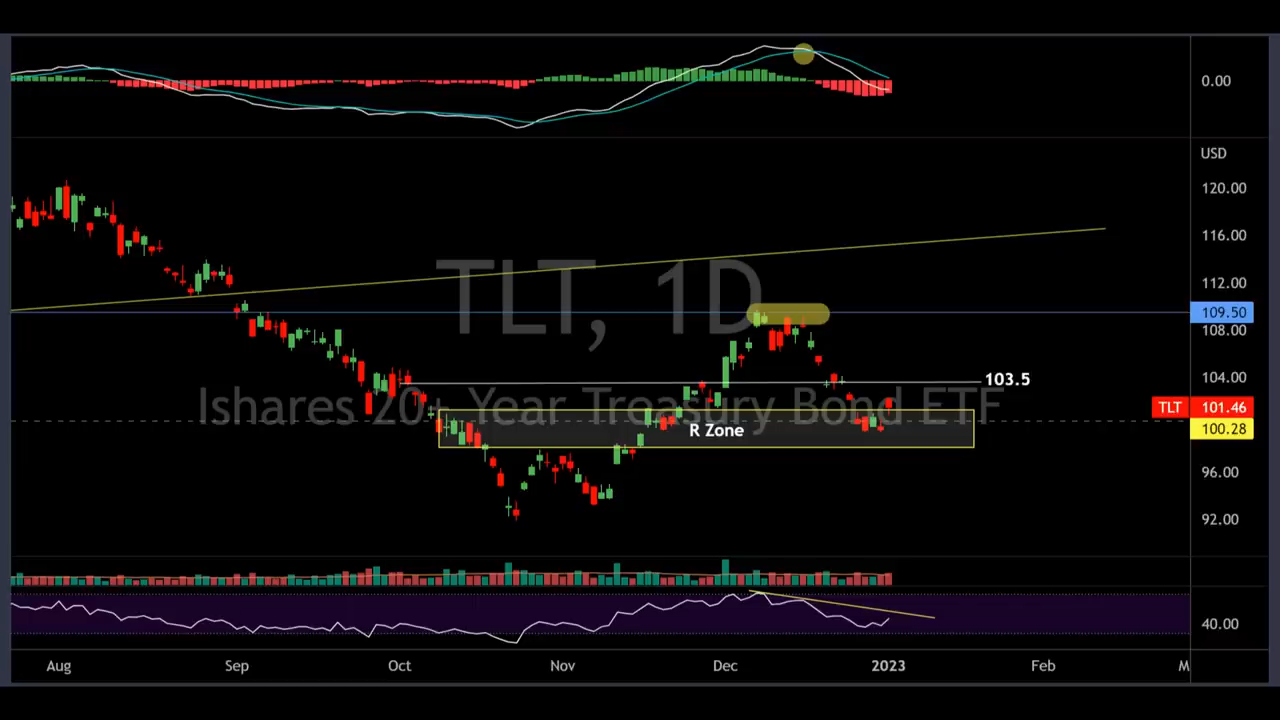 0.00
USD
120.00
116.00
TLT, 1D
112.00
109.50
108.00
103.5
104.00
Ishares 20+ Year Treasury Bond ETF
TLT 101.46
100.28
R Zone
96.00
92.00
40.00
Aug Sep Oct Nov Dec 2023 Feb M